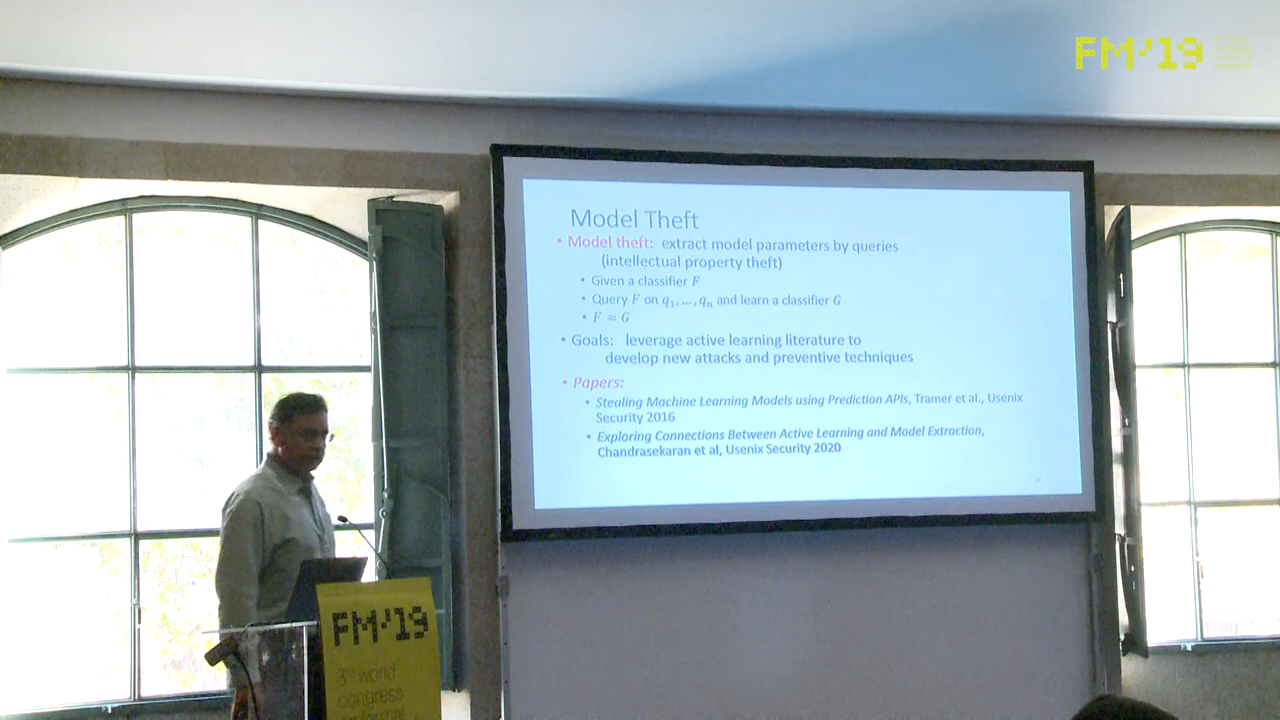 FM'19
Model Theft
• Model theft: extract model parameters by queries
(intellectual property theft)
• Given a classifier F
• Query F on q₁, ..., qₙ and learn a classifier G
• F ≈ G
• Goals: leverage active learning literature to
develop new attacks and preventive techniques
• Papers:
• Stealing Machine Learning Models using Prediction APIs, Tramer et al., Usenix
Security 2016
• Exploring Connections Between Active Learning and Model Extraction,
Chandrasekaran et al, Usenix Security 2020
FM'19
3rd world
congress
on formal